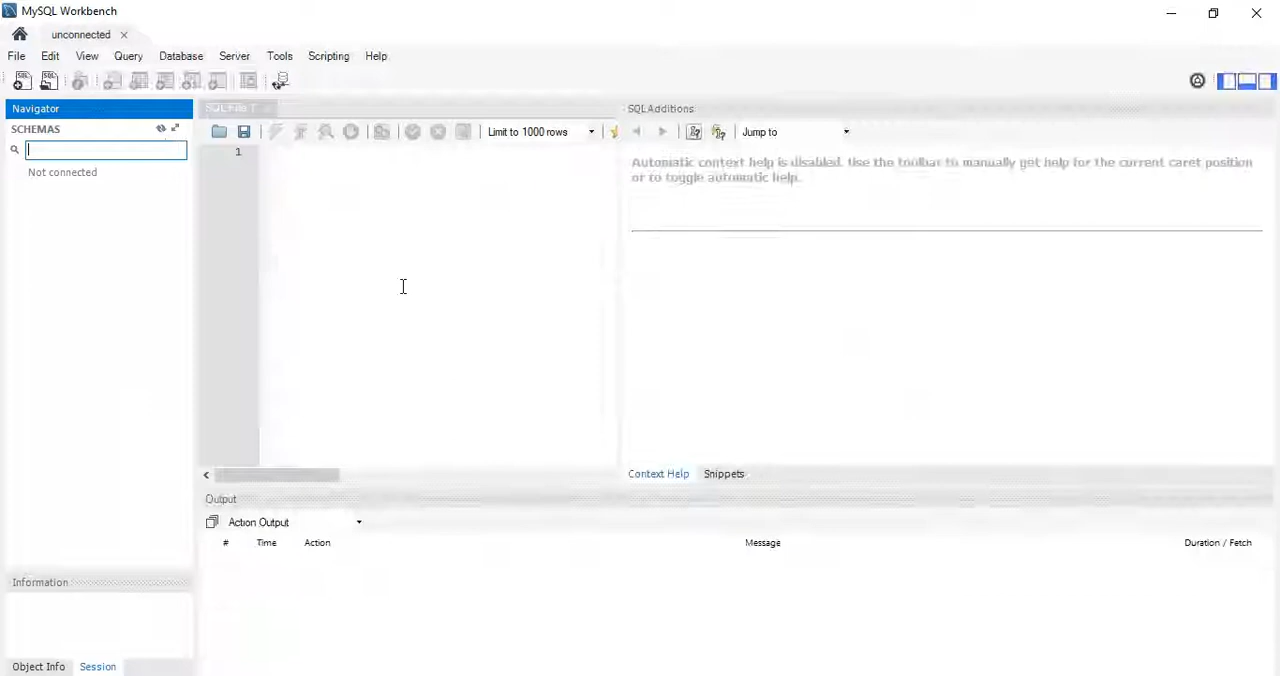 MySQL Workbench
unconnected
File Edit View Query Database Server Tools Scripting Help
Navigator
SCHEMAS
Not connected
SQL File 7
Limit to 1000 rows
1
SQLAdditions
Jump to
Automatic context help is disabled. Use the toolbar to manually get help for the current caret position
or to toggle automatic help.
Context Help Snippets
Output
Action Output
# Time Action Message Duration / Fetch
Information
Object Info Session